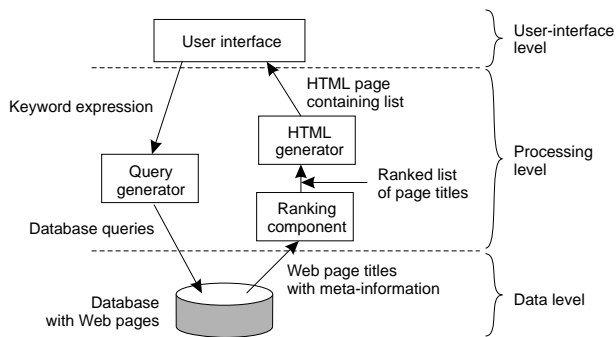 User interface
User-interface
level
Keyword expression
HTML page
containing list
HTML
generator
Processing
level
Query
generator
Ranked list
of page titles
Ranking
component
Database queries
Web page titles
with meta-information
Database
with Web pages
Data level